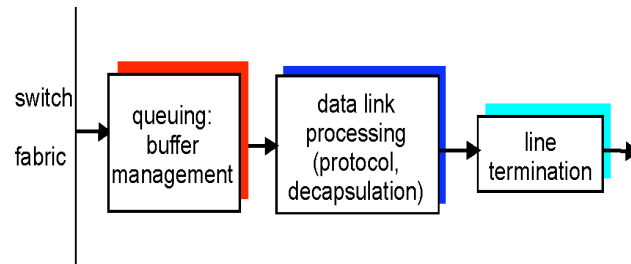 switch
fabric
queuing:
buffer
management
data link
processing
(protocol,
decapsulation)
line
termination